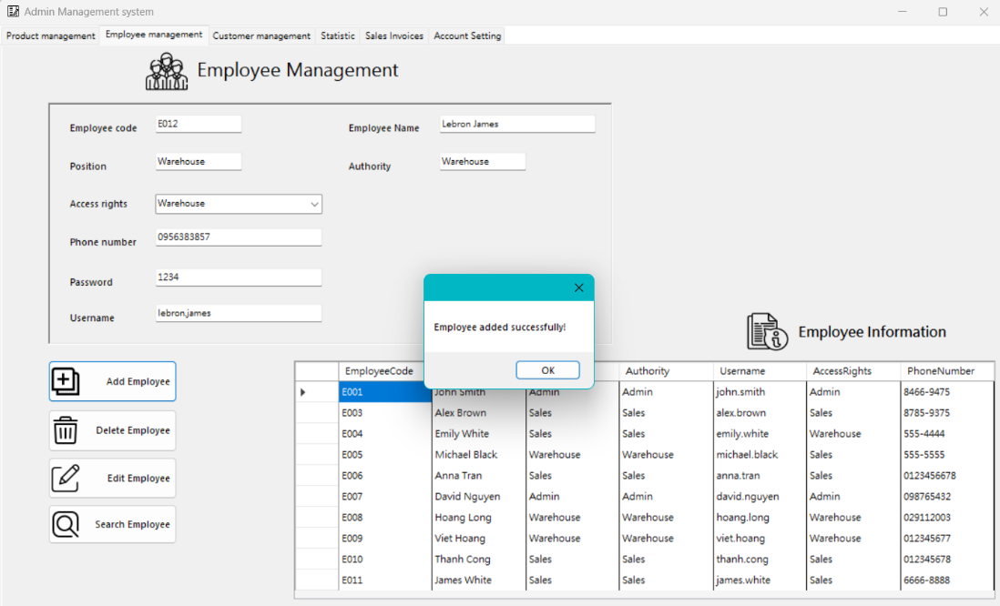 Admin Management system
Product management Employee management Customer management Statistic Sales Invoices Account Setting
Employee Management
Employee code E012 Employee Name Lebron James
Position Warehouse Authority Warehouse
Access rights Warehouse
Phone number 0956383857
Password 1234
Username lebron.james
Employee added successfully!
OK
Employee Information
Add Employee
Delete Employee
Edit Employee
Search Employee
EmployeeCode Authority Username AccessRights PhoneNumber
E001 John Smith Admin Admin john.smith Admin 8466-9475
E003 Alex Brown Sales Sales alex.brown Sales 8785-9375
E004 Emily White Sales Sales emily.white Warehouse 555-4444
E005 Michael Black Warehouse Warehouse michael.black Sales 555-5555
E006 Anna Tran Sales Sales anna.tran Sales 0123456678
E007 David Nguyen Admin Admin david.nguyen Admin 098765432
E008 Hoang Long Warehouse Warehouse hoang.long Warehouse 029112003
E009 Viet Hoang Warehouse Warehouse viet.hoang Warehouse 012345677
E010 Thanh Cong Sales Sales thanh.cong Sales 012345678
E011 James White Sales Sales james.white Sales 6666-8888